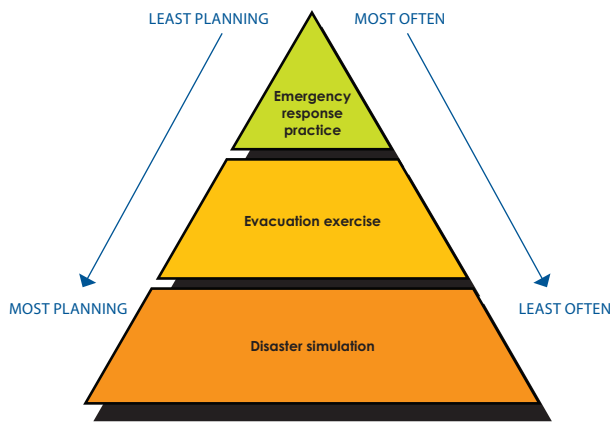 LEAST PLANNING
MOST OFTEN
Emergency
response
practice
Evacuation exercise
MOST PLANNING
LEAST OFTEN
Disaster simulation